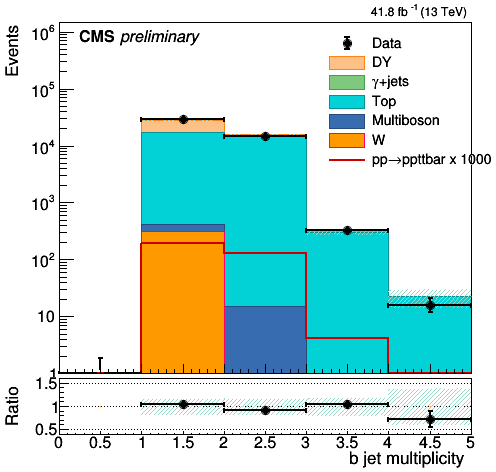 41.8 fb⁻¹ (13 TeV)
CMS preliminary
Events
10⁶
10⁵
10⁴
10³
10²
10
1
Data
DY
γ+jets
Top
Multiboson
W
pp→ppttbar x 1000
Ratio
1.5
1
0.5
0 0.5 1 1.5 2 2.5 3 3.5 4 4.5 5
b jet multiplicity